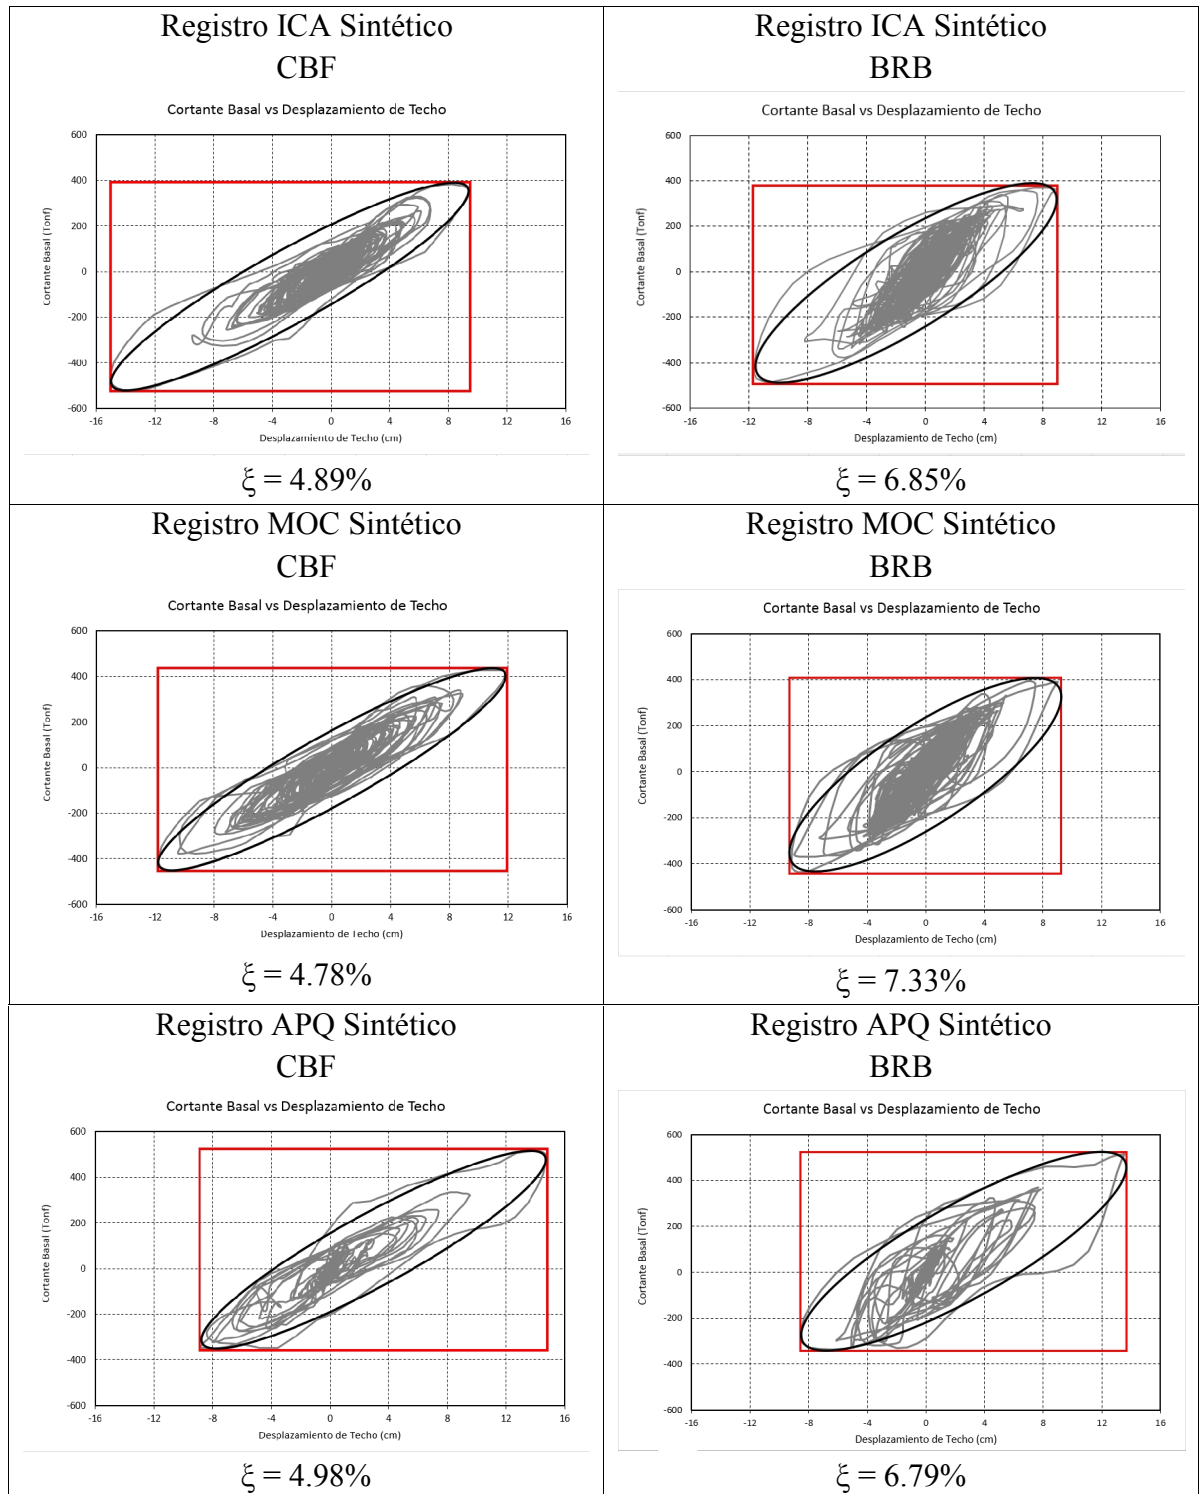 Registro ICA Sintético
CBF
Cortante Basal vs Desplazamiento de Techo
600
400
200
0
-200
-400
-600
Cortante Basal (Tonf)
-16 -12 -8 -4 0 4 8 12 16
Desplazamiento de Techo (cm)
ξ = 4.89%
Registro ICA Sintético
BRB
Cortante Basal vs Desplazamiento de Techo
600
400
200
0
-200
-400
-600
Cortante Basal (Tonf)
-16 -12 -8 -4 0 4 8 12 16
Desplazamiento de Techo (cm)
ξ = 6.85%
Registro MOC Sintético
CBF
Cortante Basal vs Desplazamiento de Techo
600
400
200
0
-200
-400
-600
Cortante Basal (Tonf)
-16 -12 -8 -4 0 4 8 12 16
Desplazamiento de Techo (cm)
ξ = 4.78%
Registro MOC Sintético
BRB
Cortante Basal vs Desplazamiento de Techo
600
400
200
0
-200
-400
-600
Cortante Basal (Tonf)
-16 -12 -8 -4 0 4 8 12 16
Desplazamiento de Techo (cm)
ξ = 7.33%
Registro APQ Sintético
CBF
Cortante Basal vs Desplazamiento de Techo
600
400
200
0
-200
-400
-600
Cortante Basal (Tonf)
-16 -12 -8 -4 0 4 8 12 16
Desplazamiento de Techo (cm)
ξ = 4.98%
Registro APQ Sintético
BRB
Cortante Basal vs Desplazamiento de Techo
600
400
200
0
-200
-400
-600
Cortante Basal (Tonf)
-16 -12 -8 -4 0 4 8 12 16
Desplazamiento de Techo (cm)
ξ = 6.79%